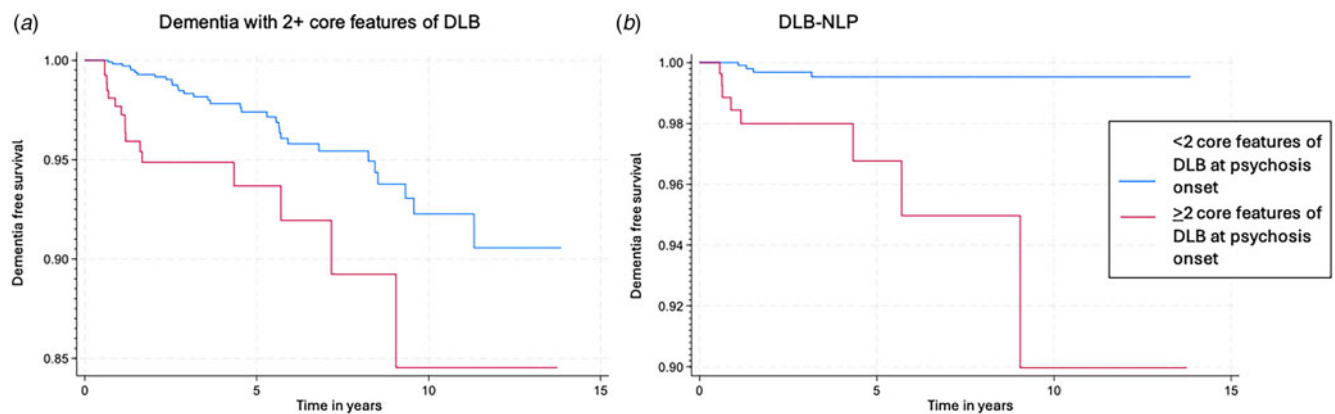 (a) Dementia with 2+ core features of DLB
Dementia free survival
1.00
0.95
0.90
0.85
0
5
10
15
Time in years
(b) DLB-NLP
Dementia free survival
1.00
0.98
0.96
0.94
0.92
0.90
0
5
10
15
Time in years
<2 core features of
DLB at psychosis
onset
≥2 core features of
DLB at psychosis
onset